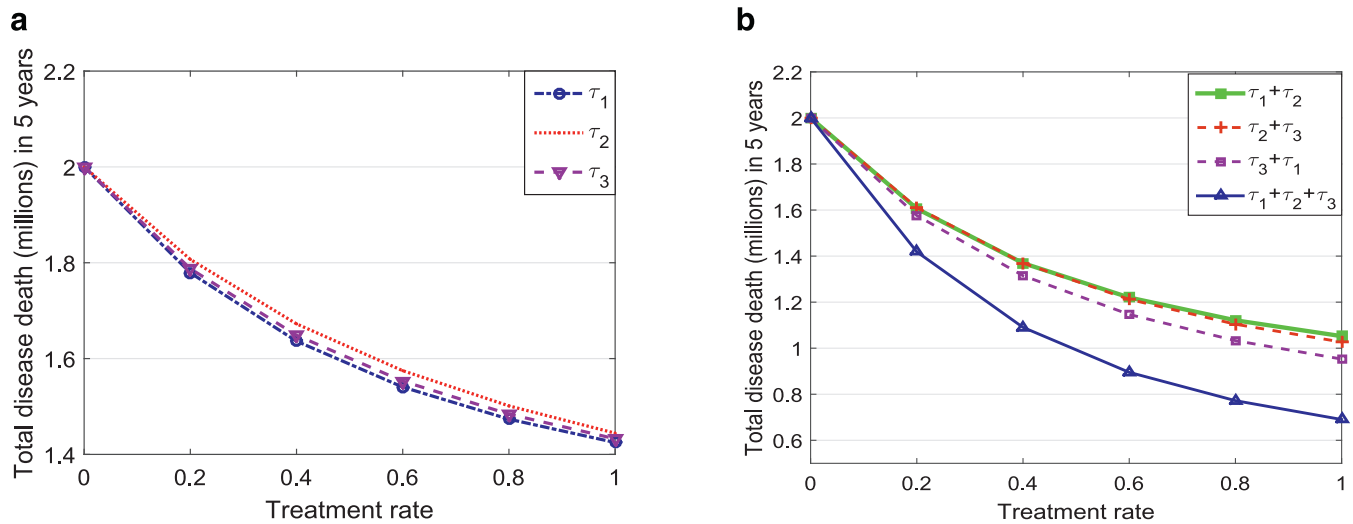 a
Total disease death (millions) in 5 years
2.2
2
1.8
1.6
1.4
0
0.2
0.4
0.6
0.8
1
Treatment rate
τ1
τ2
τ3
b
Total disease death (millions) in 5 years
2.2
2
1.8
1.6
1.4
1.2
1
0.8
0.6
0
0.2
0.4
0.6
0.8
1
Treatment rate
τ1+τ2
τ2+τ3
τ3+τ1
τ1+τ2+τ3